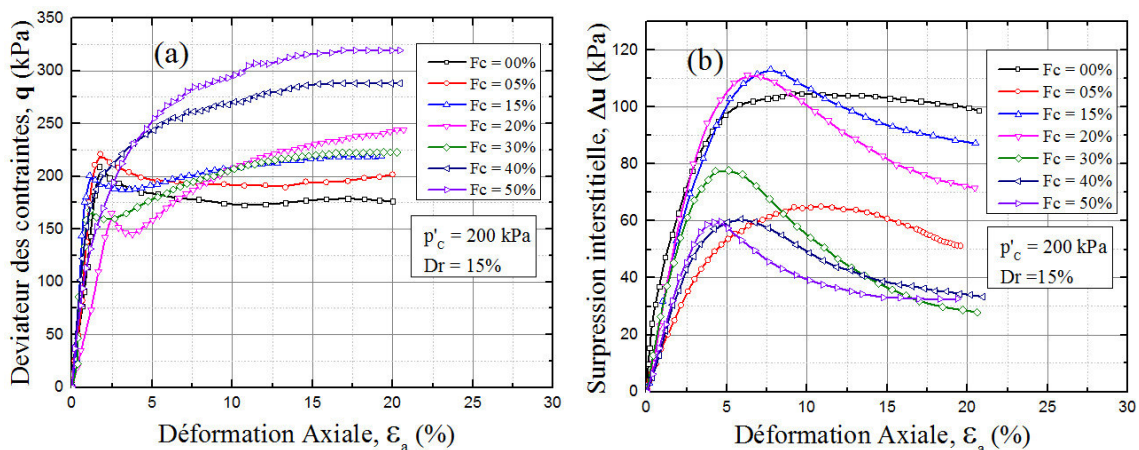 (a)
Deviateur des contraintes, q (kPa)
350
300
250
200
150
100
50
0
Fc = 00%
Fc = 05%
Fc = 15%
Fc = 20%
Fc = 30%
Fc = 40%
Fc = 50%
p'C = 200 kPa
Dr = 15%
0 5 10 15 20 25 30
Déformation Axiale, εa (%)
(b)
Surpression interstitielle, Δu (kPa)
120
100
80
60
40
20
0
Fc = 00%
Fc = 05%
Fc = 15%
Fc = 20%
Fc = 30%
Fc = 40%
Fc = 50%
p'C = 200 kPa
Dr =15%
0 5 10 15 20 25 30
Déformation Axiale, εa (%)